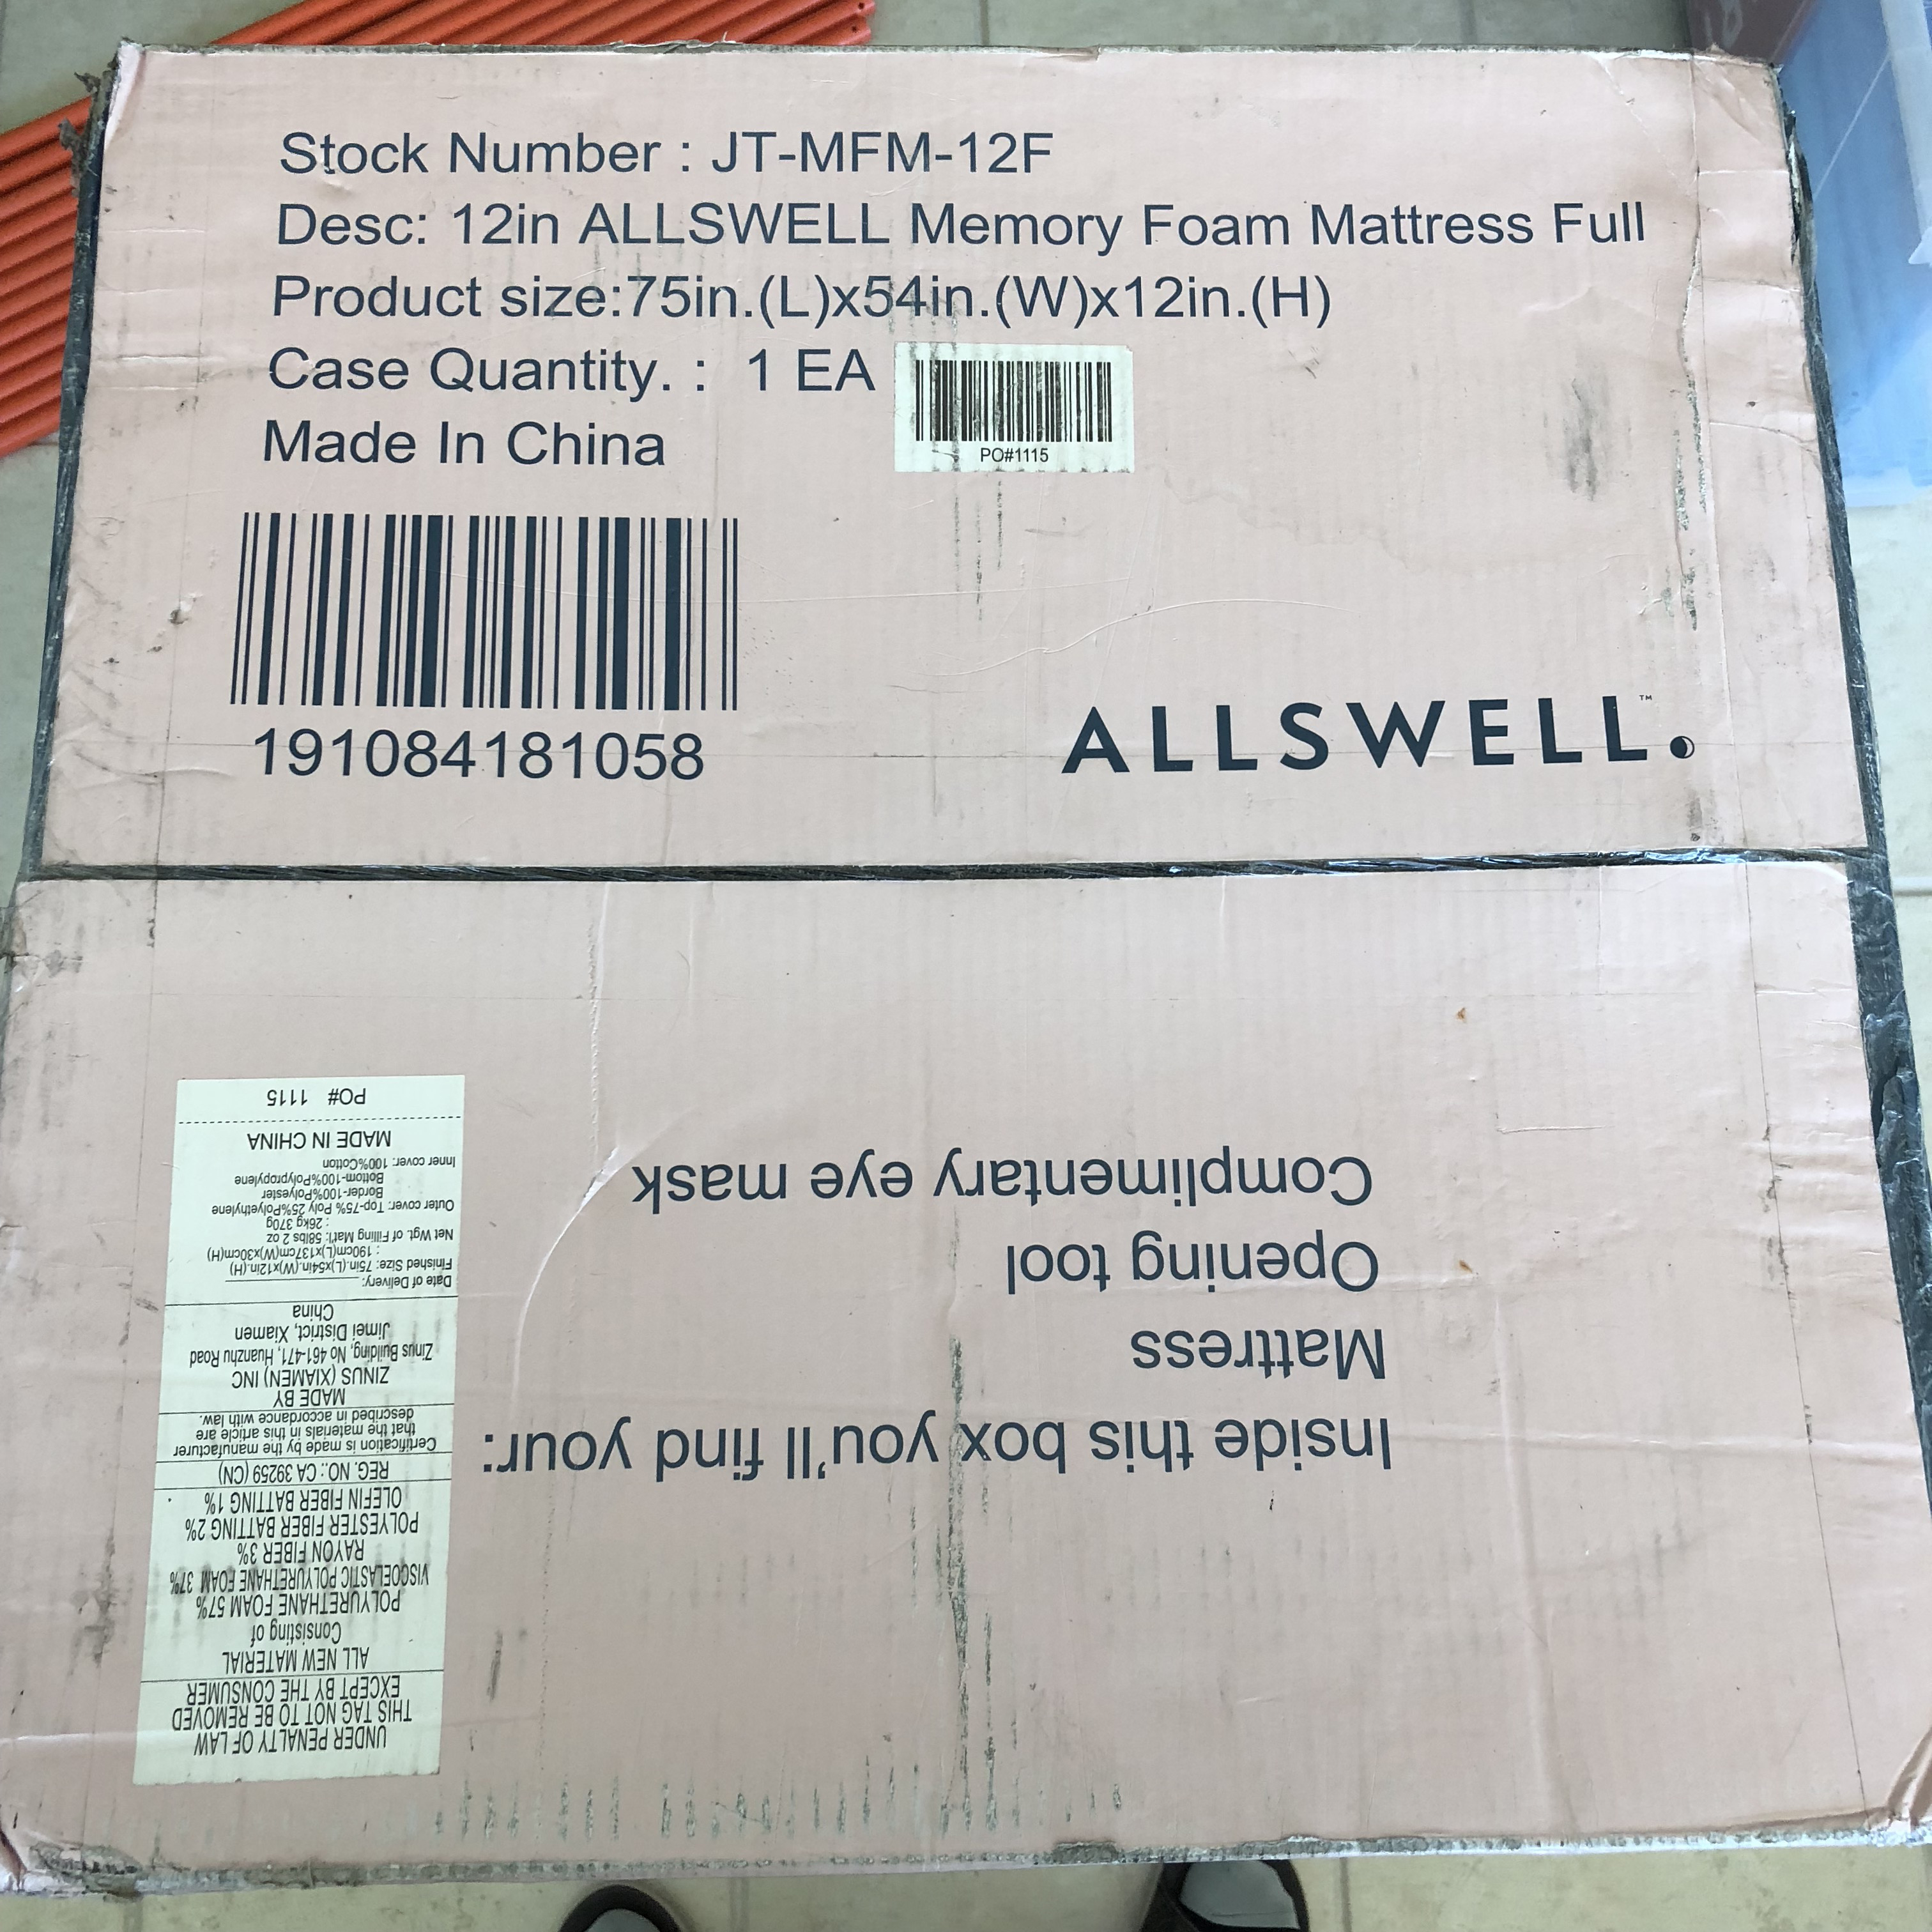 Stock Number : JT-MFM-12F
Desc: 12in ALLSWELL Memory Foam Mattress Full
Product size:75in.(L)x54in.(W)x12in.(H)
Case Quantity. : 1 EA
Made In China
PO#1115
191084181058
ALLSWELL.™
Inside this box you'll find your:
Mattress
Opening tool
Complimentary eye mask
UNDER PENALTY OF LAW
THIS TAG NOT TO BE REMOVED
EXCEPT BY THE CONSUMER
ALL NEW MATERIAL
Consisting of
POLYURETHANE FOAM 57%
VISCOELASTIC POLYURETHANE FOAM 37%
RAYON FIBER 3%
POLYESTER FIBER BATTING 2%
OLEFIN FIBER BATTING 1%
REG. NO.: CA 39259 (CN)
Certification is made by the manufacturer
that the materials in this article are
described in accordance with law.
MADE BY
ZINUS (XIAMEN) INC
Zinus Building, No 461-471, Huanzhu Road
Jimei District, Xiamen
China
Date of Delivery:
Finished Size: 75in.(L)x54in.(W)x12in.(H)
: 190cm(L)x137cm(W)x30cm(H)
Net Wgt. of Filling Mat'l: 58lbs 2 oz
: 26kg 370g
Outer cover: Top-75% Poly 25%Polyethylene
Border-100%Polyester
Bottom-100%Polypropylene
Inner cover: 100%Cotton
MADE IN CHINA
PO# 1115